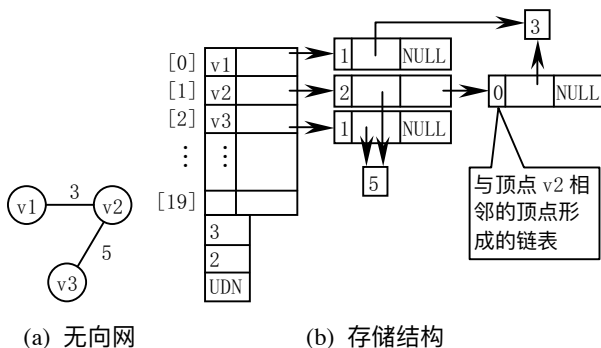 3
[0] v1 1 NULL
[1] v2 2 0 NULL
[2] v3 1 NULL
⋮ ⋮
5
与顶点 v2 相
邻的顶点形
成的链表
[19]
3
2
UDN
v1 3 v2
5
v3
(a) 无向网
(b) 存储结构